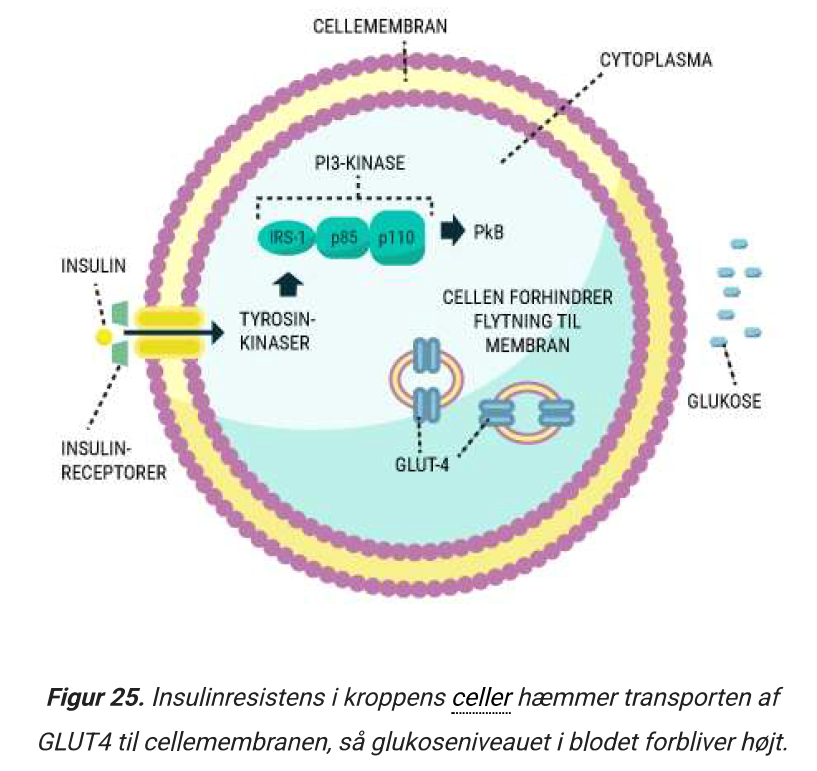 CELLEMEMBRAN
CYTOPLASMA
PI3-KINASE
IRS-1 p85 p110
PkB
INSULIN
TYROSIN-
KINASER
CELLEN FORHINDRER
FLYTNING TIL
MEMBRAN
GLUKOSE
INSULIN-
RECEPTORER
GLUT-4
Figur 25. Insulinresistens i kroppens celler hæmmer transporten af
GLUT4 til cellemembranen, så glukoseniveauet i blodet forbliver højt.